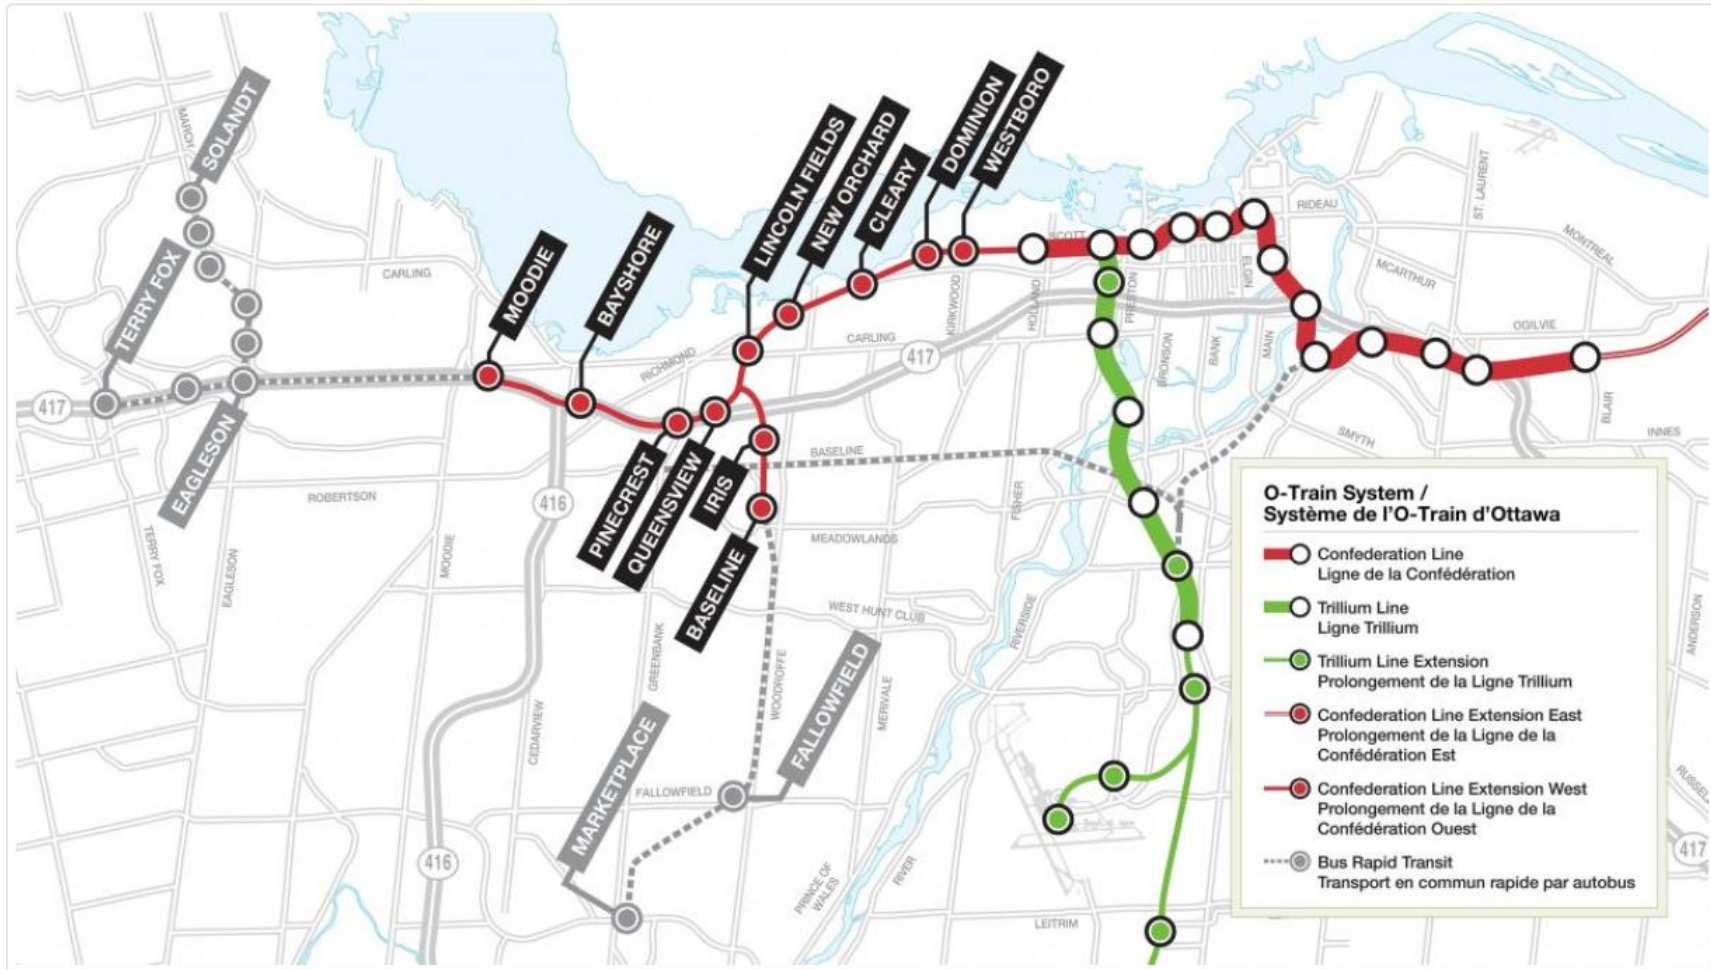 SOLANDT
MARCH
TERRY FOX
EAGLESON
CARLING
417
MOODIE
BAYSHORE
LINCOLN FIELDS
NEW ORCHARD
CLEARY
DOMINION
WESTBORO
PINECREST
QUEENSVIEW
IRIS
BASELINE
FALLOWFIELD
MARKETPLACE
RICHMOND
CARLING
417
KIRKWOOD
HOLLAND
SCOTT
PRESTON
BRONSON
BANK
MAIN
ELGIN
RIDEAU
ST. LAURENT
MONTREAL
MCARTHUR
OGILVIE
BLAIR
INNES
SMYTH
BASELINE
ROBERTSON
416
TERRY FOX
EAGLESON
MOODIE
MEADOWLANDS
FISHER
WEST HUNT CLUB
RIVERSIDE
GREENBANK
WOODROFFE
MERIVALE
CEDARVIEW
FALLOWFIELD
416
PRINCE OF
WALES
RIVER
LEITRIM
ANDERSON
RUSSELL
417
O-Train System /
Système de l'O-Train d'Ottawa
Confederation Line
Ligne de la Confédération
Trillium Line
Ligne Trillium
Trillium Line Extension
Prolongement de la Ligne Trillium
Confederation Line Extension East
Prolongement de la Ligne de la
Confédération Est
Confederation Line Extension West
Prolongement de la Ligne de la
Confédération Ouest
Bus Rapid Transit
Transport en commun rapide par autobus